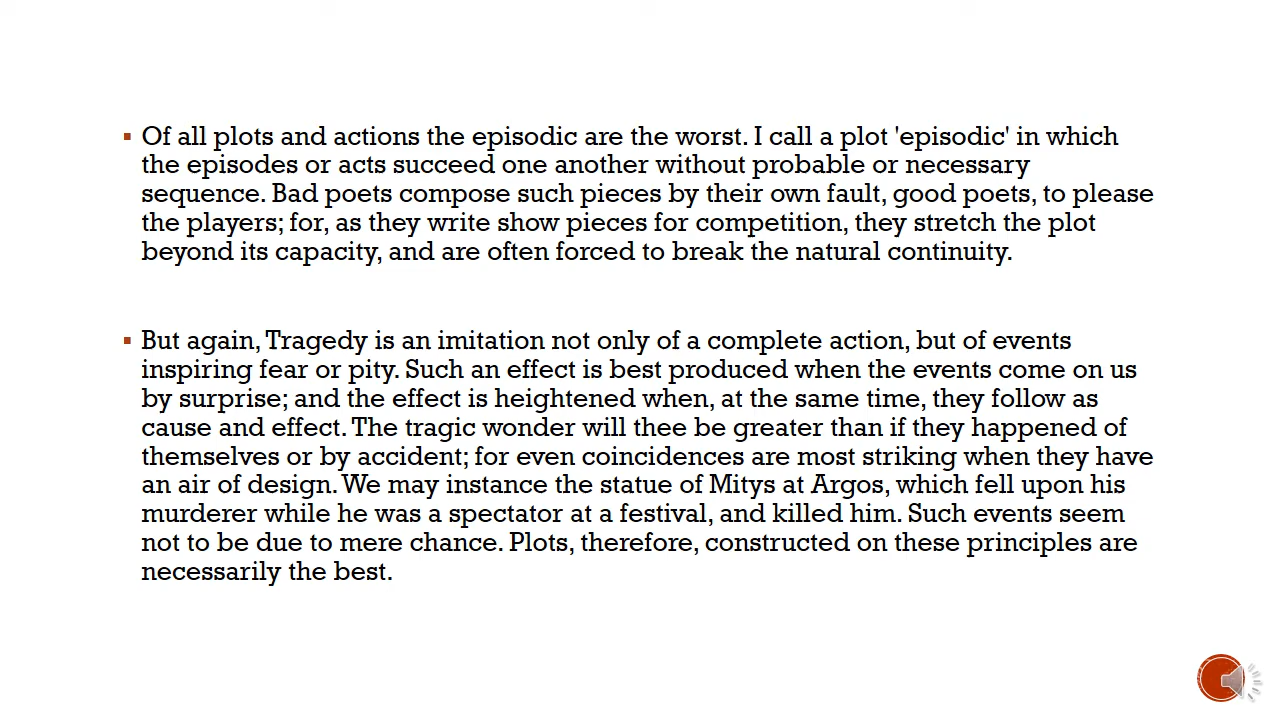 ▪ Of all plots and actions the episodic are the worst. I call a plot 'episodic' in which
the episodes or acts succeed one another without probable or necessary
sequence. Bad poets compose such pieces by their own fault, good poets, to please
the players; for, as they write show pieces for competition, they stretch the plot
beyond its capacity, and are often forced to break the natural continuity.
▪ But again, Tragedy is an imitation not only of a complete action, but of events
inspiring fear or pity. Such an effect is best produced when the events come on us
by surprise; and the effect is heightened when, at the same time, they follow as
cause and effect. The tragic wonder will thee be greater than if they happened of
themselves or by accident; for even coincidences are most striking when they have
an air of design. We may instance the statue of Mitys at Argos, which fell upon his
murderer while he was a spectator at a festival, and killed him. Such events seem
not to be due to mere chance. Plots, therefore, constructed on these principles are
necessarily the best.